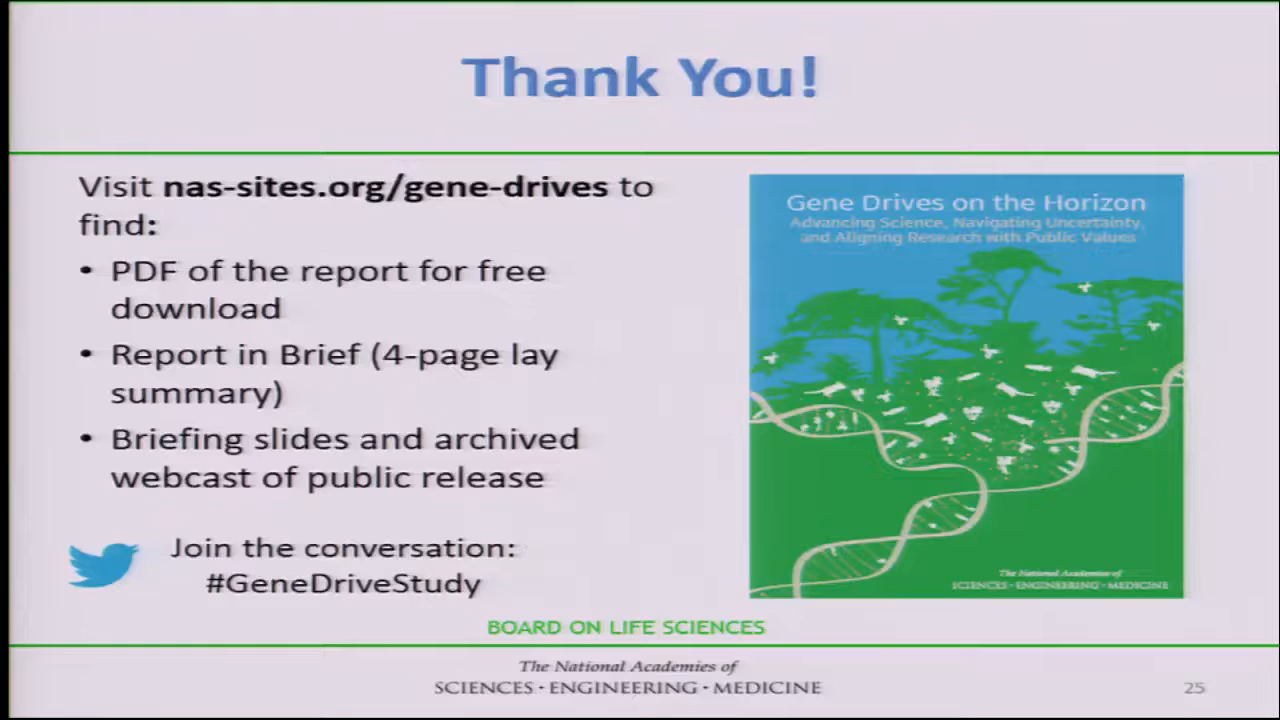 Thank You!
Visit nas-sites.org/gene-drives to
find:
• PDF of the report for free
download
• Report in Brief (4-page lay
summary)
• Briefing slides and archived
webcast of public release
Join the conversation:
#GeneDriveStudy
Gene Drives on the Horizon
Advancing Science, Navigating Uncertainty,
and Aligning Research with Public Values
The National Academies of
SCIENCES · ENGINEERING · MEDICINE
BOARD ON LIFE SCIENCES
The National Academies of
SCIENCES · ENGINEERING · MEDICINE
25